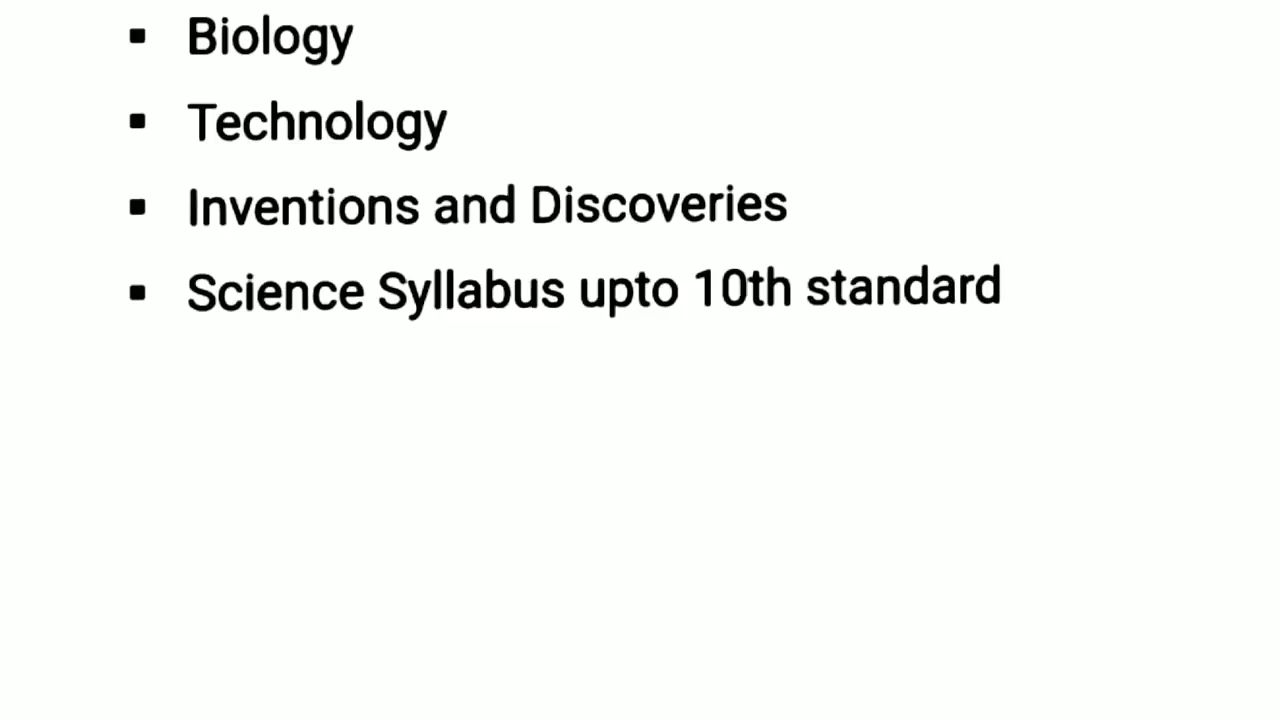 ▪ Biology
▪ Technology
▪ Inventions and Discoveries
▪ Science Syllabus upto 10th standard